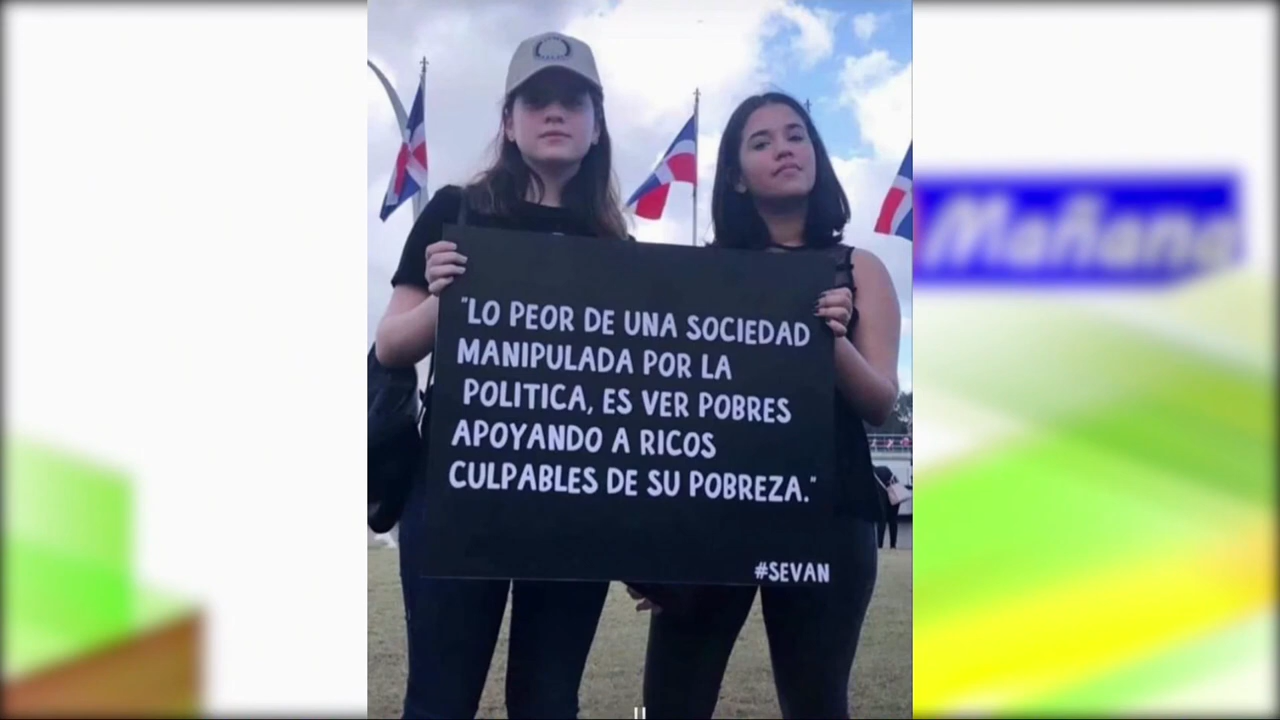 "LO PEOR DE UNA SOCIEDAD
MANIPULADA POR LA
POLITICA, ES VER POBRES
APOYANDO A RICOS
CULPABLES DE SU POBREZA."
#SEVAN
Mañana